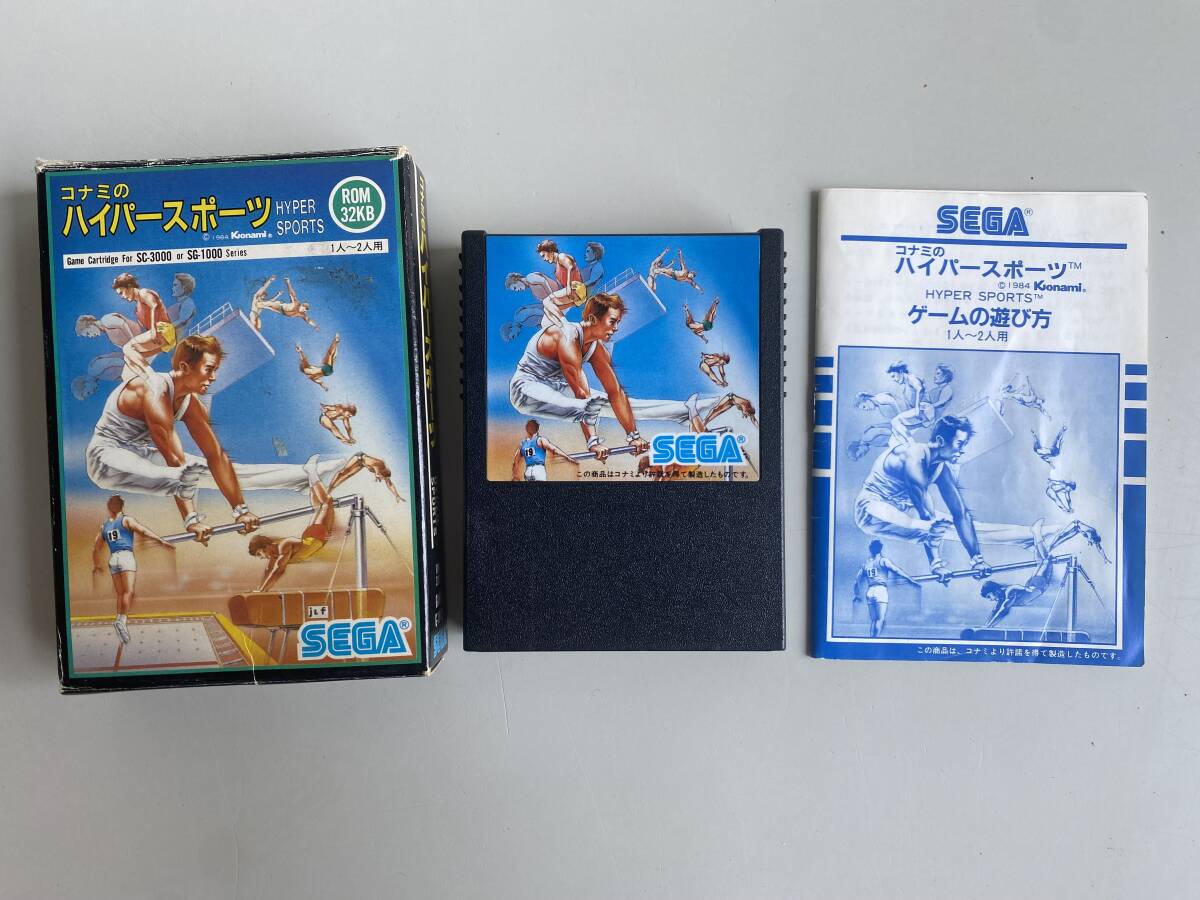 コナミの
ハイパースポーツ
HYPER
SPORTS
© 1984 Konami®
ROM
32KB
1人〜2人用
Game Cartridge For SC-3000 or SG-1000 Series
19
j&f
SEGA®
19
SEGA®
この商品はコナミより許諾を得て製造したものです。
SEGA®
コナミの
ハイパースポーツ™
© 1984 Konami®
HYPER SPORTS™
ゲームの遊び方
1人〜2人用
19
この商品は、コナミより許諾を得て製造したものです。